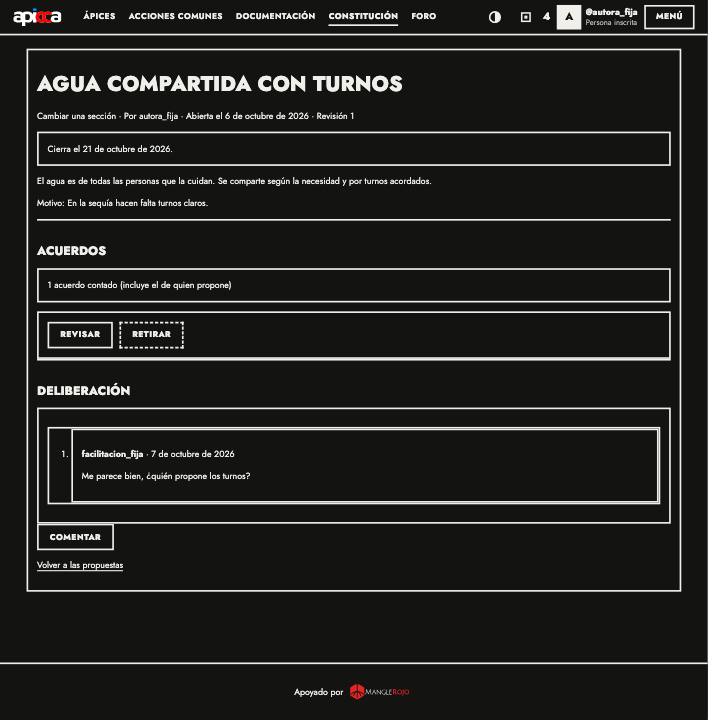 apicca
ÁPICES
ACCIONES COMUNES
DOCUMENTACIÓN
CONSTITUCIÓN
FORO
4
A
@autora_fija
Persona inscrita
MENÚ
AGUA COMPARTIDA CON TURNOS
Cambiar una sección · Por autora_fija · Abierta el 6 de octubre de 2026 · Revisión 1
Cierra el 21 de octubre de 2026.
El agua es de todas las personas que la cuidan. Se comparte según la necesidad y por turnos acordados.
Motivo: En la sequía hacen falta turnos claros.
ACUERDOS
1 acuerdo contado (incluye el de quien propone)
REVISAR
RETIRAR
DELIBERACIÓN
1. facilitacion_fija · 7 de octubre de 2026
Me parece bien, ¿quién propone los turnos?
COMENTAR
Volver a las propuestas
Apoyado por
MANGLEROJO